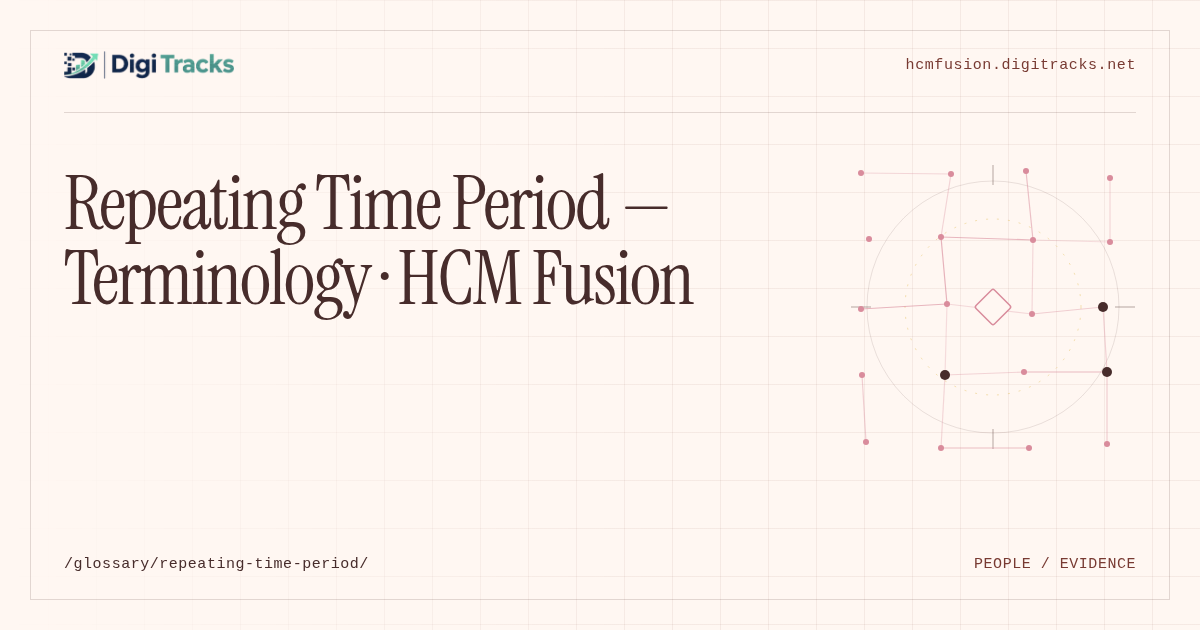 Digi Tracks
hcmfusion.digitracks.net
Repeating Time Period —
Terminology · HCM Fusion
/glossary/repeating-time-period/
PEOPLE / EVIDENCE